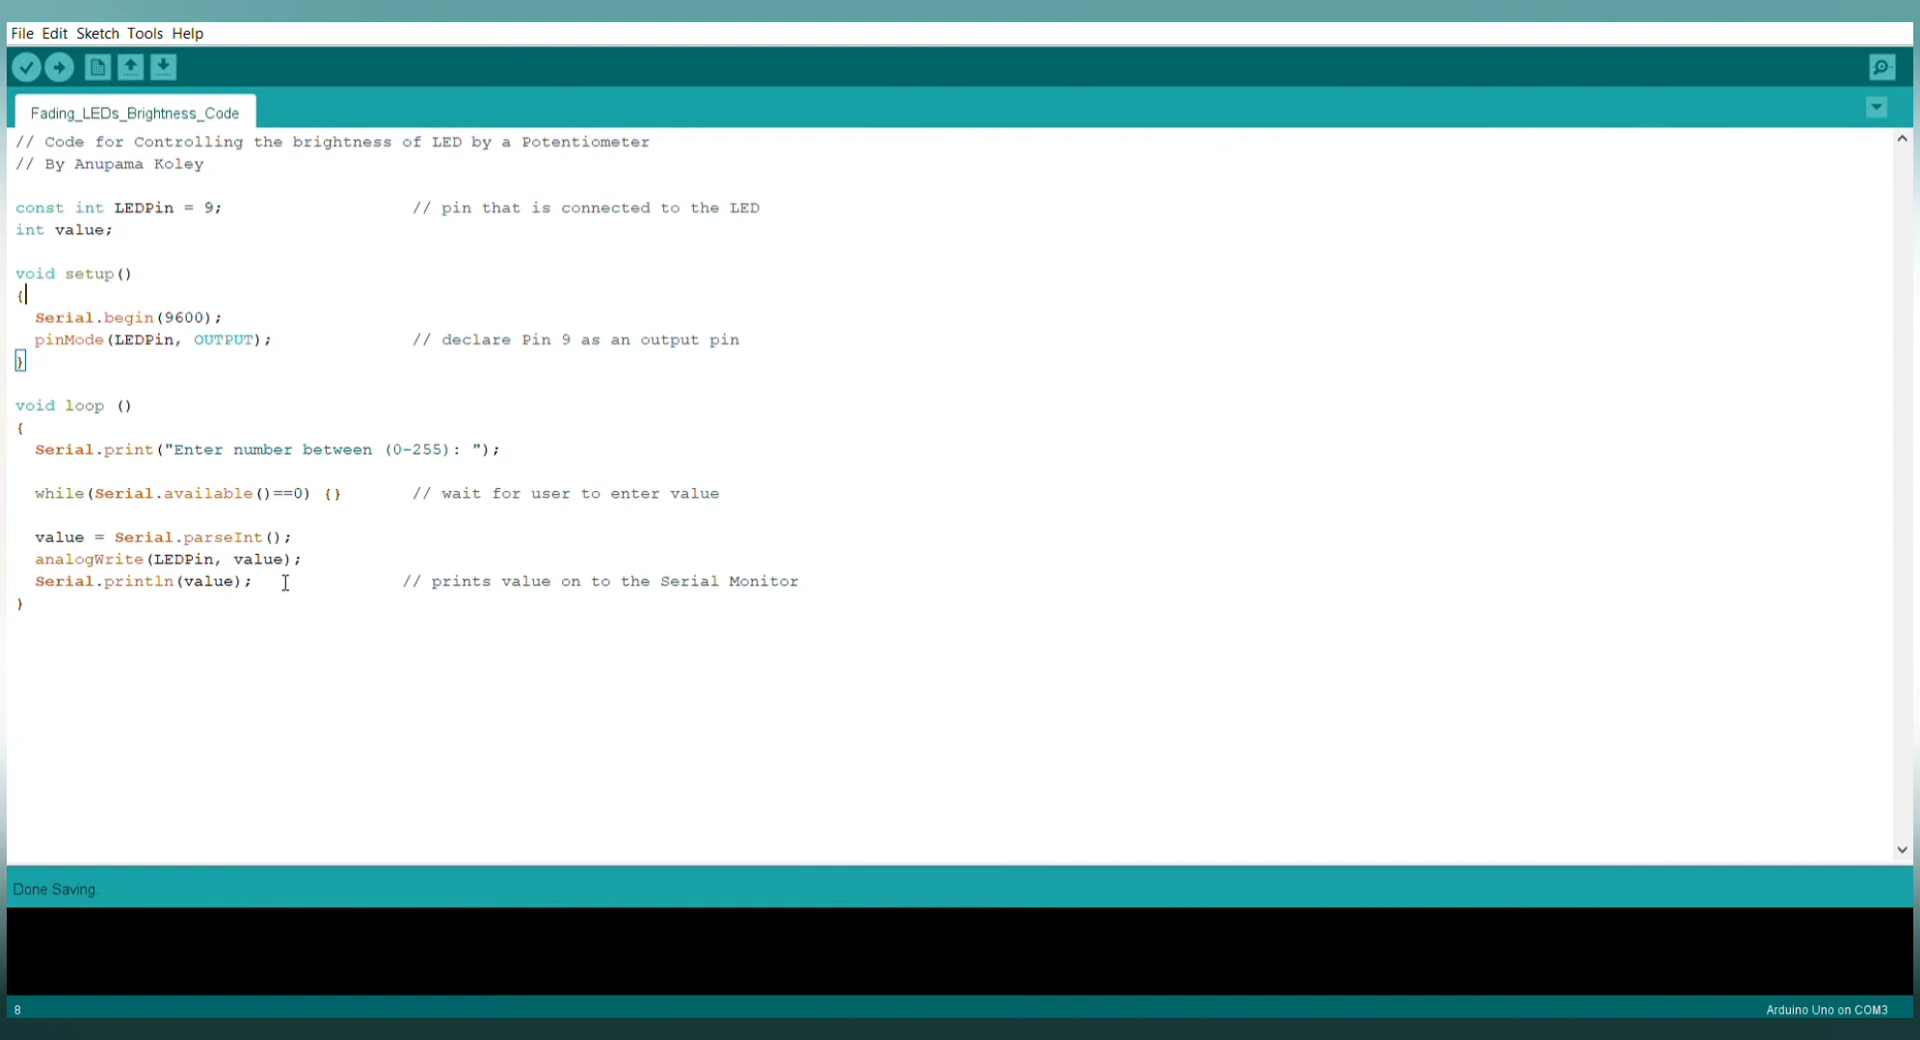 File Edit Sketch Tools Help
Fading_LEDs_Brightness_Code
// Code for Controlling the brightness of LED by a Potentiometer
// By Anupama Koley
const int LEDPin = 9; // pin that is connected to the LED
int value;
void setup()
{
Serial.begin(9600);
pinMode(LEDPin, OUTPUT); // declare Pin 9 as an output pin
}
void loop ()
{
Serial.print("Enter number between (0-255): ");
while(Serial.available()==0) {} // wait for user to enter value
value = Serial.parseInt();
analogWrite(LEDPin, value);
Serial.println(value); // prints value on to the Serial Monitor
}
Done Saving.
8
Arduino Uno on COM3